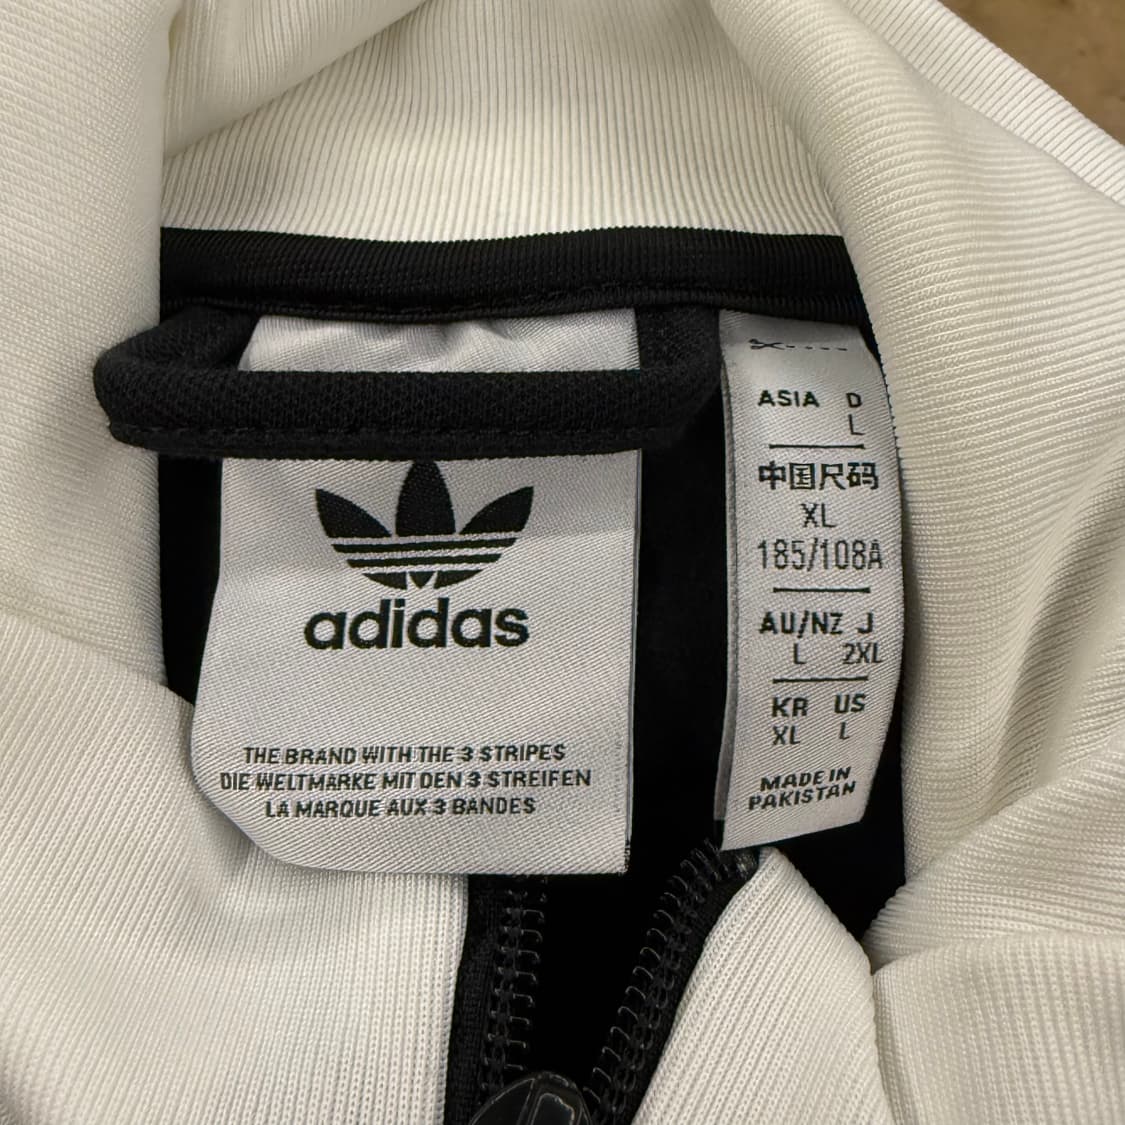 adidas
THE BRAND WITH THE 3 STRIPES
DIE WELTMARKE MIT DEN 3 STREIFEN
LA MARQUE AUX 3 BANDES
ASIA D
L
中国尺码
XL
185/108A
AU/NZ J
L 2XL
KR US
XL L
MADE IN
PAKISTAN